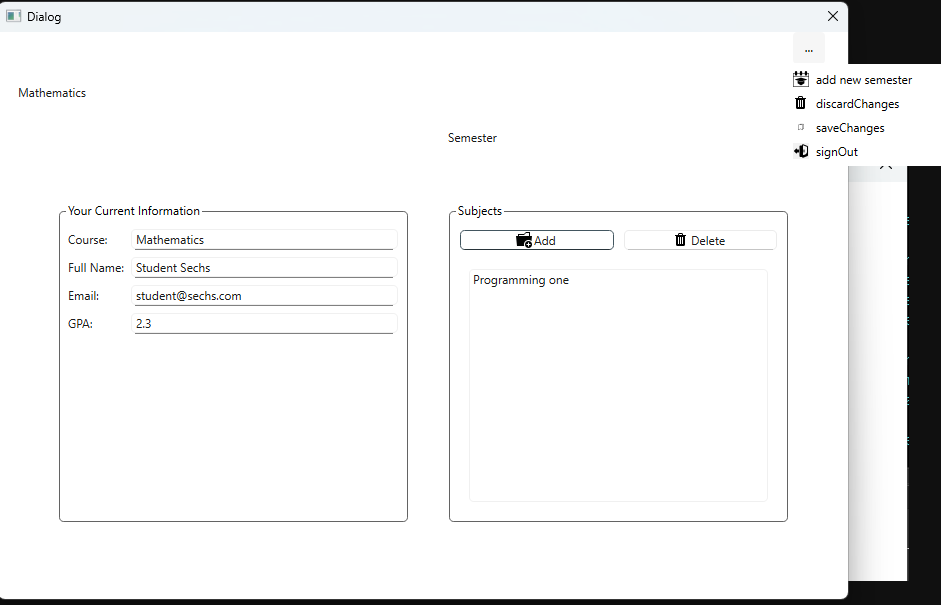 Dialog
...
add new semester
discardChanges
saveChanges
signOut
Mathematics
Semester
Your Current Information
Course: Mathematics
Full Name: Student Sechs
Email: student@sechs.com
GPA: 2.3
Subjects
Add Delete
Programming one